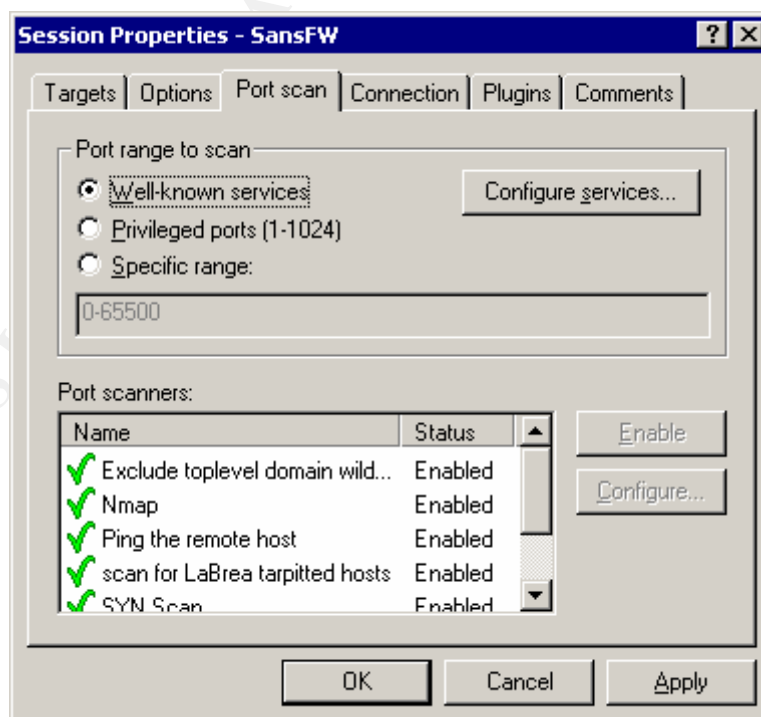 Session Properties - SansFW
Targets Options Port scan Connection Plugins Comments
Port range to scan
Well-known services
Configure services...
Privileged ports (1-1024)
Specific range:
0-65500
Port scanners:
Name Status
Exclude toplevel domain wild... Enabled
Nmap Enabled
Ping the remote host Enabled
scan for LaBrea tarpitted hosts Enabled
SYN Scan Enabled
Enable
Configure...
OK Cancel Apply